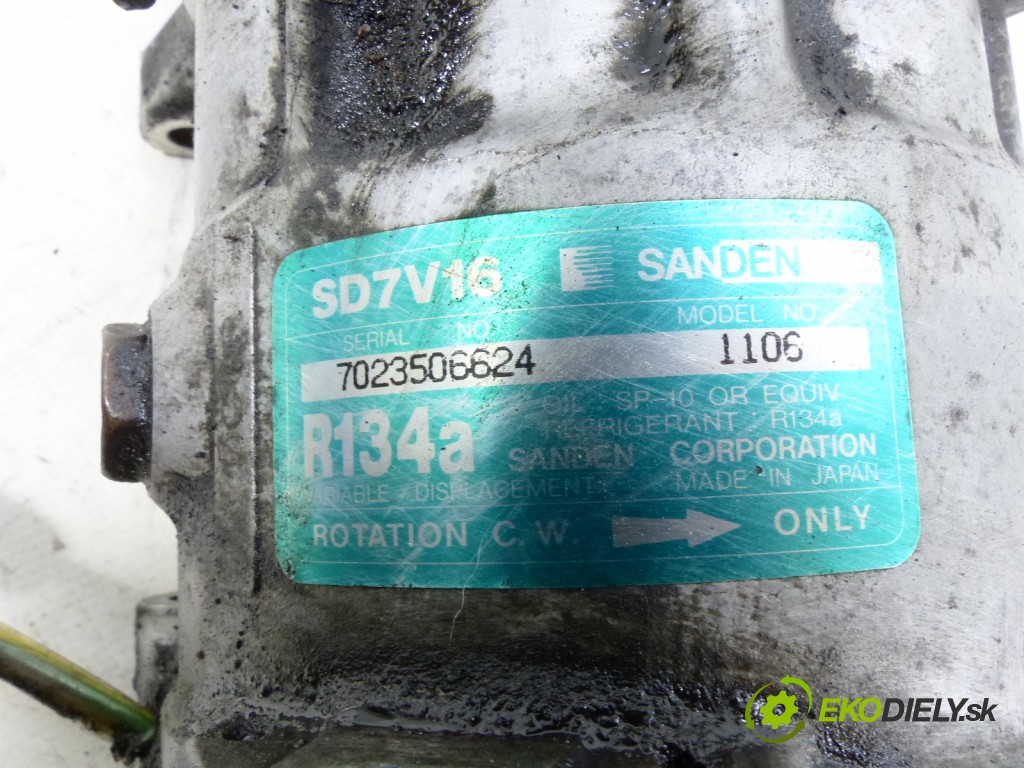 SD7V16 SANDEN
SERIAL NO. MODEL NO.
7023506624 1106
OIL SP-10 OR EQUIV
REFRIGERANT R134a
R134a SANDEN CORPORATION
VARIABLE DISPLACEMENT MADE IN JAPAN
ROTATION C.W. ONLY
EKODIELY.sk